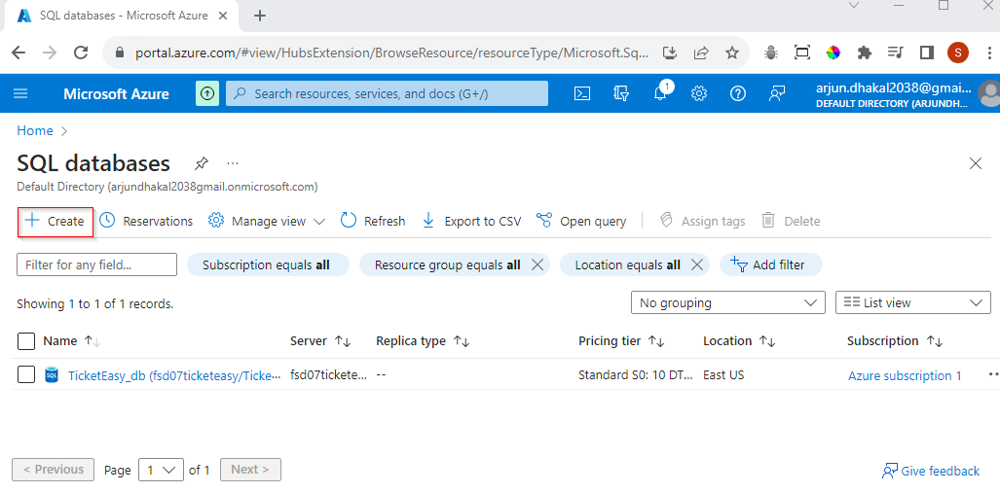 SQL databases - Microsoft Azure
portal.azure.com/#view/HubsExtension/BrowseResource/resourceType/Microsoft.Sq...
S
Microsoft Azure
Search resources, services, and docs (G+/)
1
arjun.dhakal2038@gmai...
DEFAULT DIRECTORY (ARJUNDH...
Home
SQL databases
...
Default Directory (arjundhakal2038gmail.onmicrosoft.com)
Create Reservations Manage view Refresh Export to CSV Open query Assign tags Delete
Filter for any field... Subscription equals all Resource group equals all Location equals all Add filter
Showing 1 to 1 of 1 records. No grouping List view
Name Server Replica type Pricing tier Location Subscription
SQL TicketEasy_db (fsd07ticketeasy/Ticke... fsd07tickete... -- Standard S0: 10 DT... East US Azure subscription 1
< Previous Page 1 of 1 Next >
Give feedback